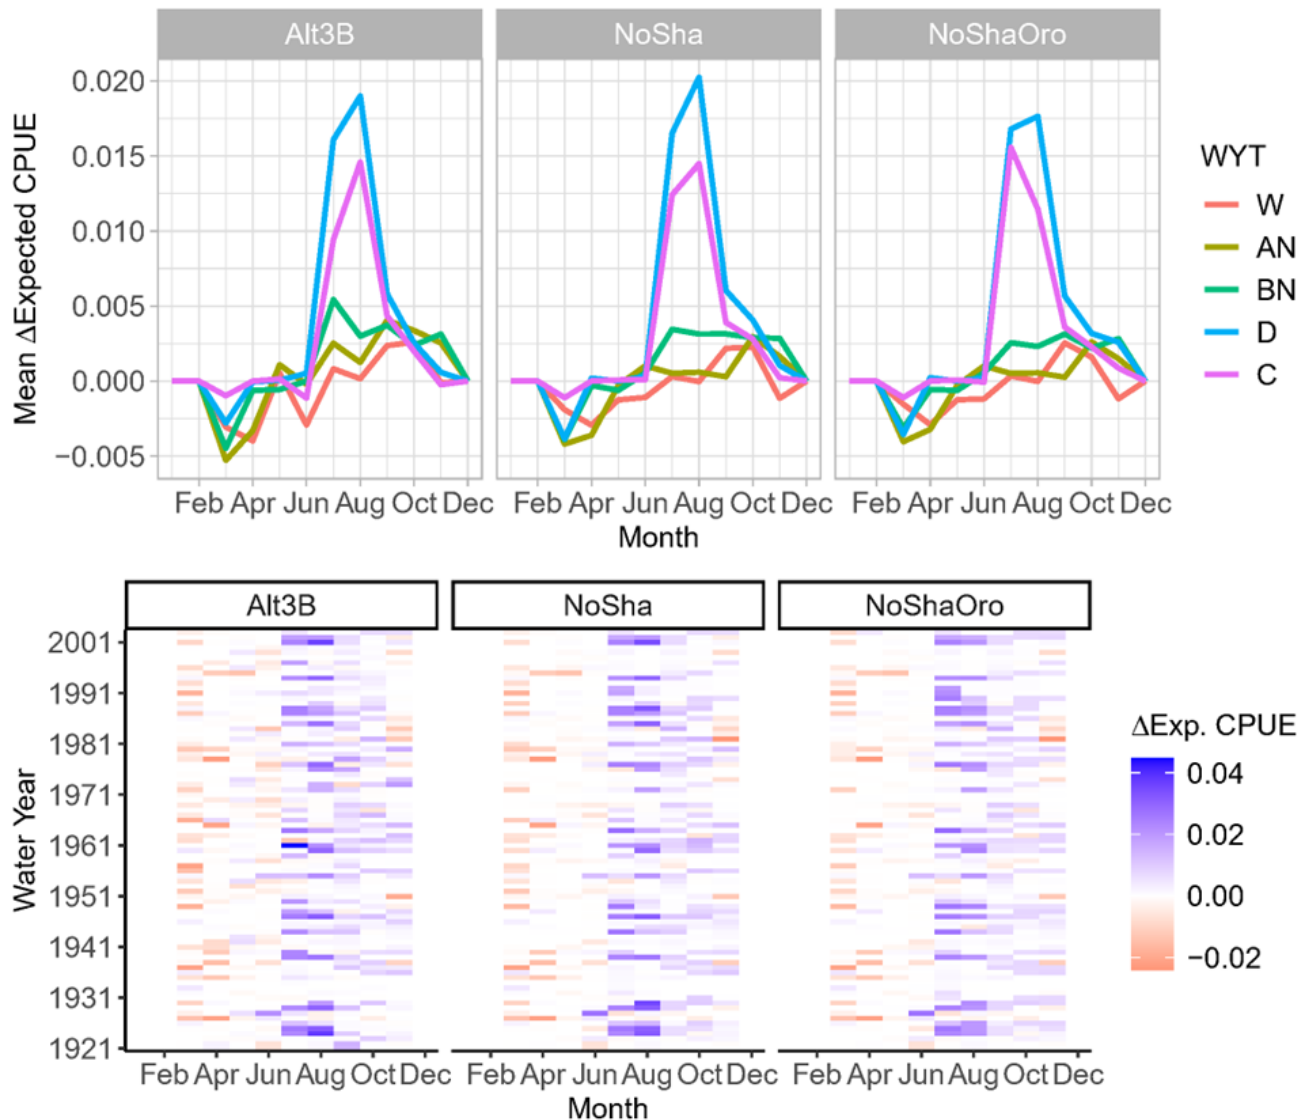 Alt3B NoSha NoShaOro
Mean ΔExpected CPUE
0.020
0.015
0.010
0.005
0.000
−0.005
Feb Apr Jun Aug Oct Dec Feb Apr Jun Aug Oct Dec Feb Apr Jun Aug Oct Dec
Month
WYT
W
AN
BN
D
C
Alt3B NoSha NoShaOro
Water Year
2001
1991
1981
1971
1961
1951
1941
1931
1921
Feb Apr Jun Aug Oct Dec Feb Apr Jun Aug Oct Dec Feb Apr Jun Aug Oct Dec
Month
ΔExp. CPUE
0.04
0.02
0.00
−0.02